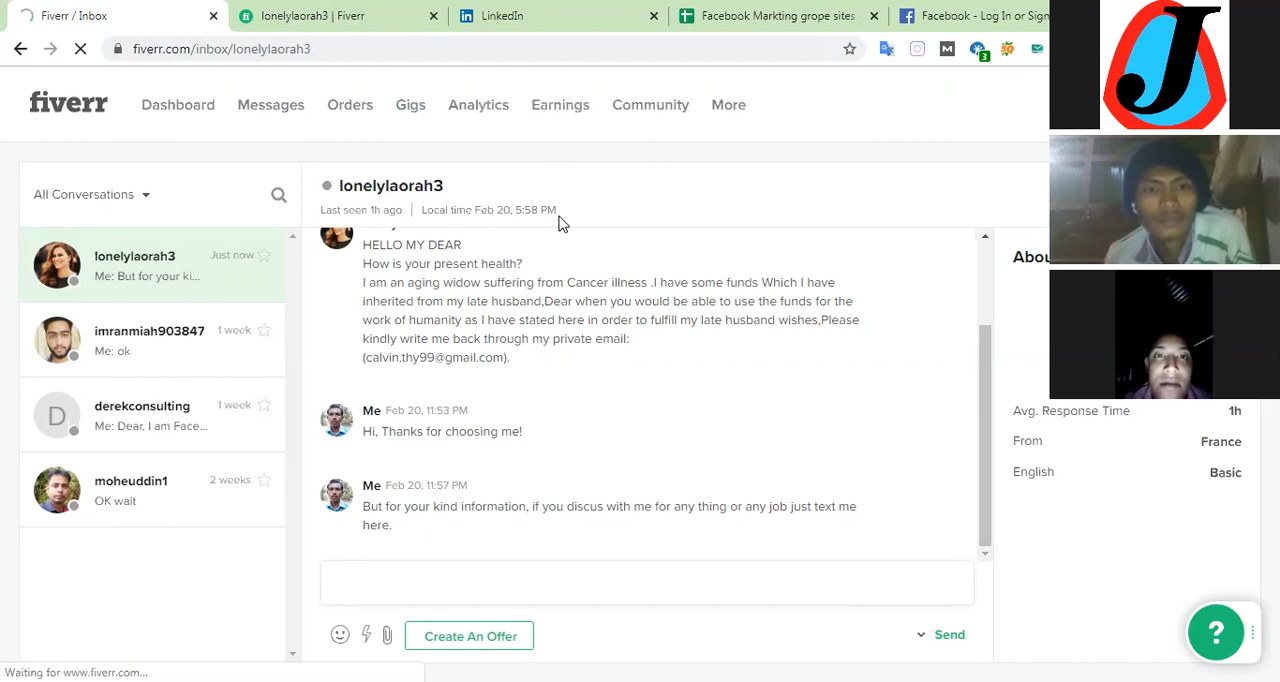 Fiverr / Inbox
lonelylaorah3 | Fiverr
LinkedIn
Facebook Markting grope sites
Facebook - Log In or Sign
fiverr.com/inbox/lonelylaorah3
M
3
J
fiverr
Dashboard Messages Orders Gigs Analytics Earnings Community More
All Conversations
lonelylaorah3
Last seen 1h ago | Local time Feb 20, 5:58 PM
lonelylaorah3 Just now
Me: But for your ki...
imranmiah903847 1 week
Me: ok
D
derekconsulting 1 week
Me: Dear, I am Face...
moheuddin1 2 weeks
OK wait
HELLO MY DEAR
How is your present health?
I am an aging widow suffering from Cancer illness .I have some funds Which I have
inherited from my late husband,Dear when you would be able to use the funds for the
work of humanity as I have stated here in order to fulfill my late husband wishes,Please
kindly write me back through my private email:
(calvin.thy99@gmail.com).
Me Feb 20, 11:53 PM
Hi, Thanks for choosing me!
Me Feb 20, 11:57 PM
But for your kind information, if you discus with me for any thing or any job just text me
here.
Create An Offer
Send
Abou
Avg. Response Time 1h
From France
English Basic
?
Waiting for www.fiverr.com...